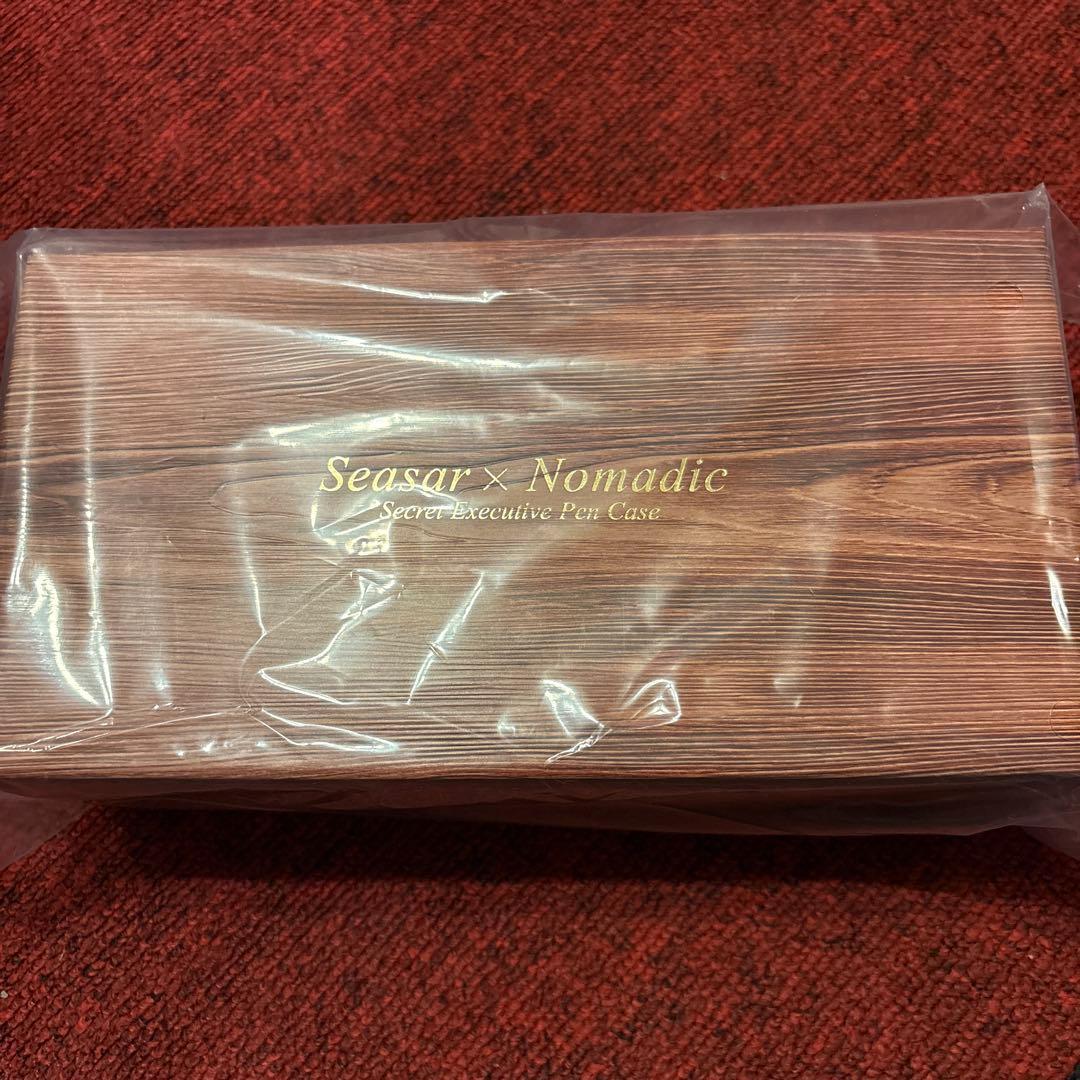 Seasar × Nomadic
Secret Executive Pen Case